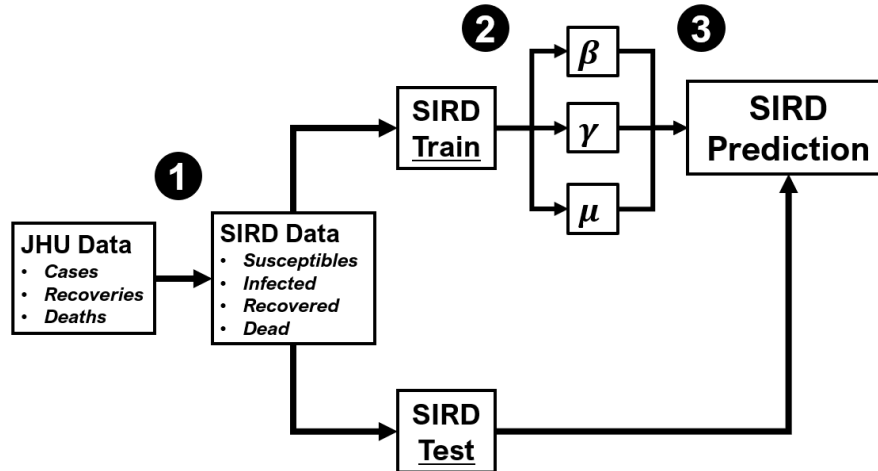 1
JHU Data
• Cases
• Recoveries
• Deaths
SIRD Data
• Susceptibles
• Infected
• Recovered
• Dead
2
SIRD
Train
β
γ
μ
3
SIRD
Prediction
SIRD
Test